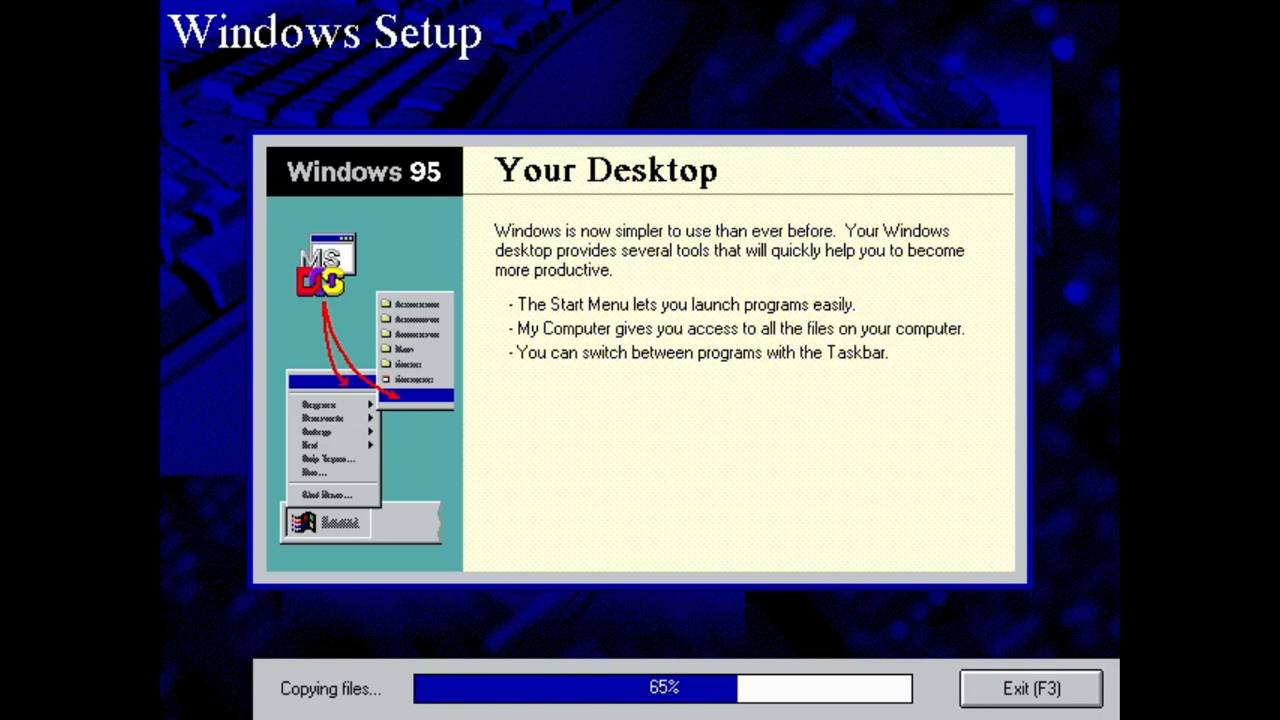 Windows Setup
Windows 95
Your Desktop
Windows is now simpler to use than ever before.  Your Windows
desktop provides several tools that will quickly help you to become
more productive.
- The Start Menu lets you launch programs easily.
- My Computer gives you access to all the files on your computer.
- You can switch between programs with the Taskbar.
MS
DOS
Copying files...
65%
Exit (F3)